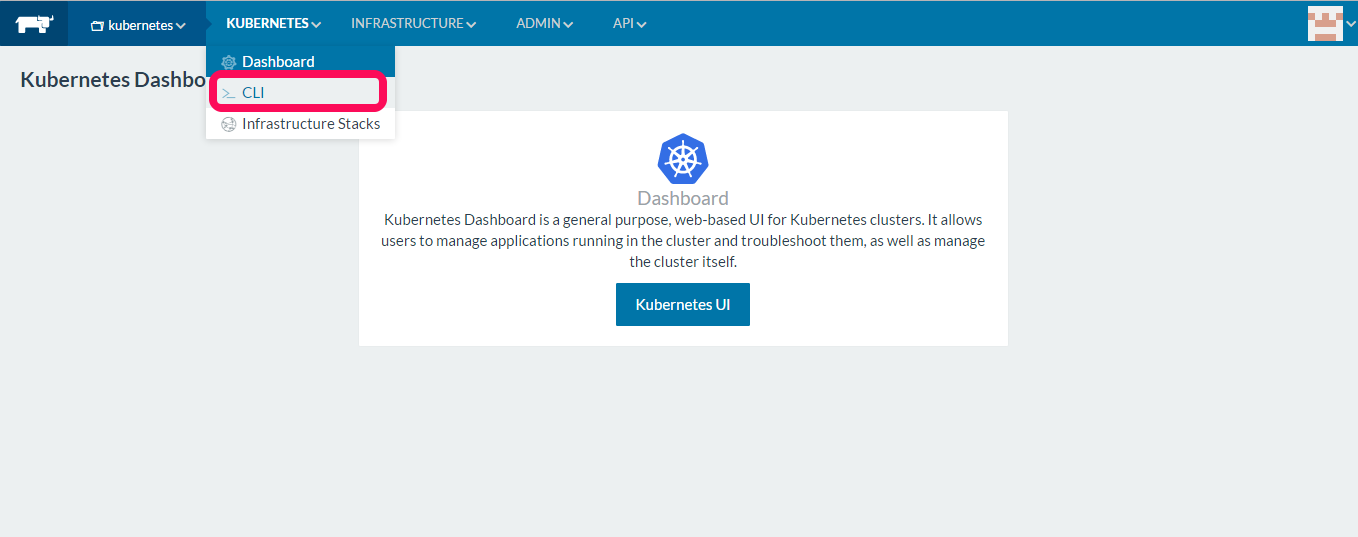 kubernetes
KUBERNETES
INFRASTRUCTURE
ADMIN
API
Dashboard
Kubernetes Dashbo
CLI
Infrastructure Stacks
Dashboard
Kubernetes Dashboard is a general purpose, web-based UI for Kubernetes clusters. It allows
users to manage applications running in the cluster and troubleshoot them, as well as manage
the cluster itself.
Kubernetes UI